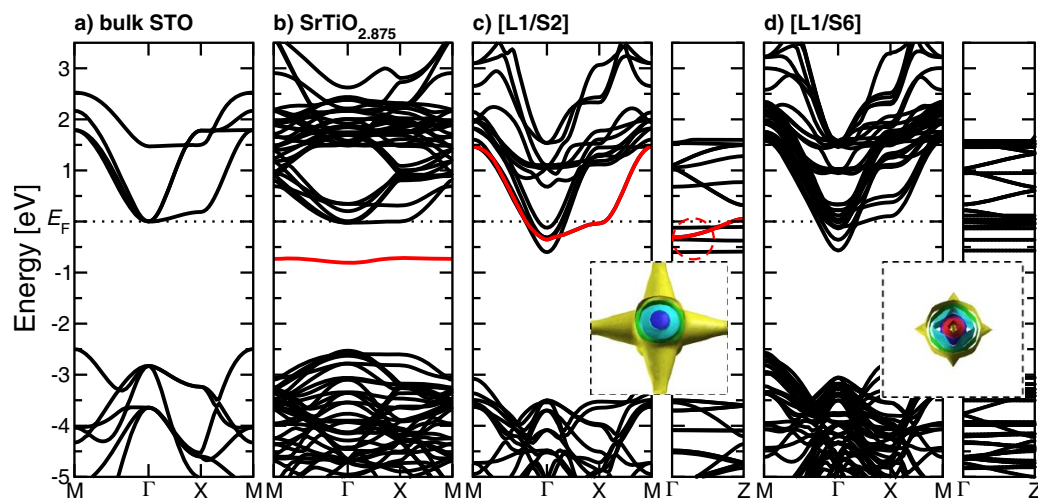 a) bulk STO b) SrTiO2.875 c) [L1/S2] d) [L1/S6]
3
2
1
EF
-1
-2
-3
-4
-5
Energy [eV]
M Γ X M M Γ X M M Γ X M Γ Z M Γ X M Γ Z